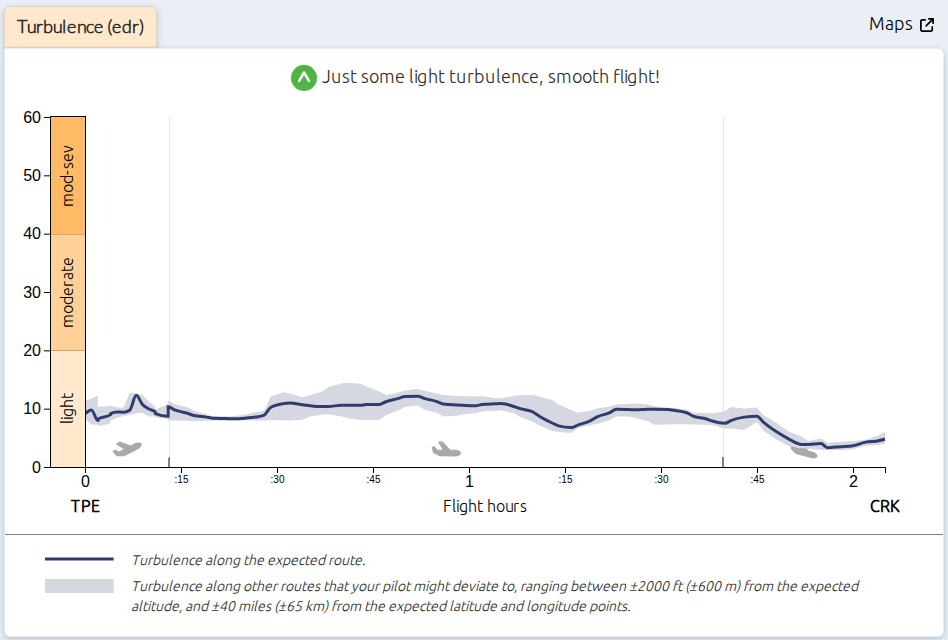 Turbulence (edr)
Maps
Just some light turbulence, smooth flight!
60
50
40
30
20
10
0
mod-sev
moderate
light
0 :15 :30 :45 1 :15 :30 :45 2
TPE Flight hours CRK
Turbulence along the expected route.
Turbulence along other routes that your pilot might deviate to, ranging between ±2000 ft (±600 m) from the expected
altitude, and ±40 miles (±65 km) from the expected latitude and longitude points.